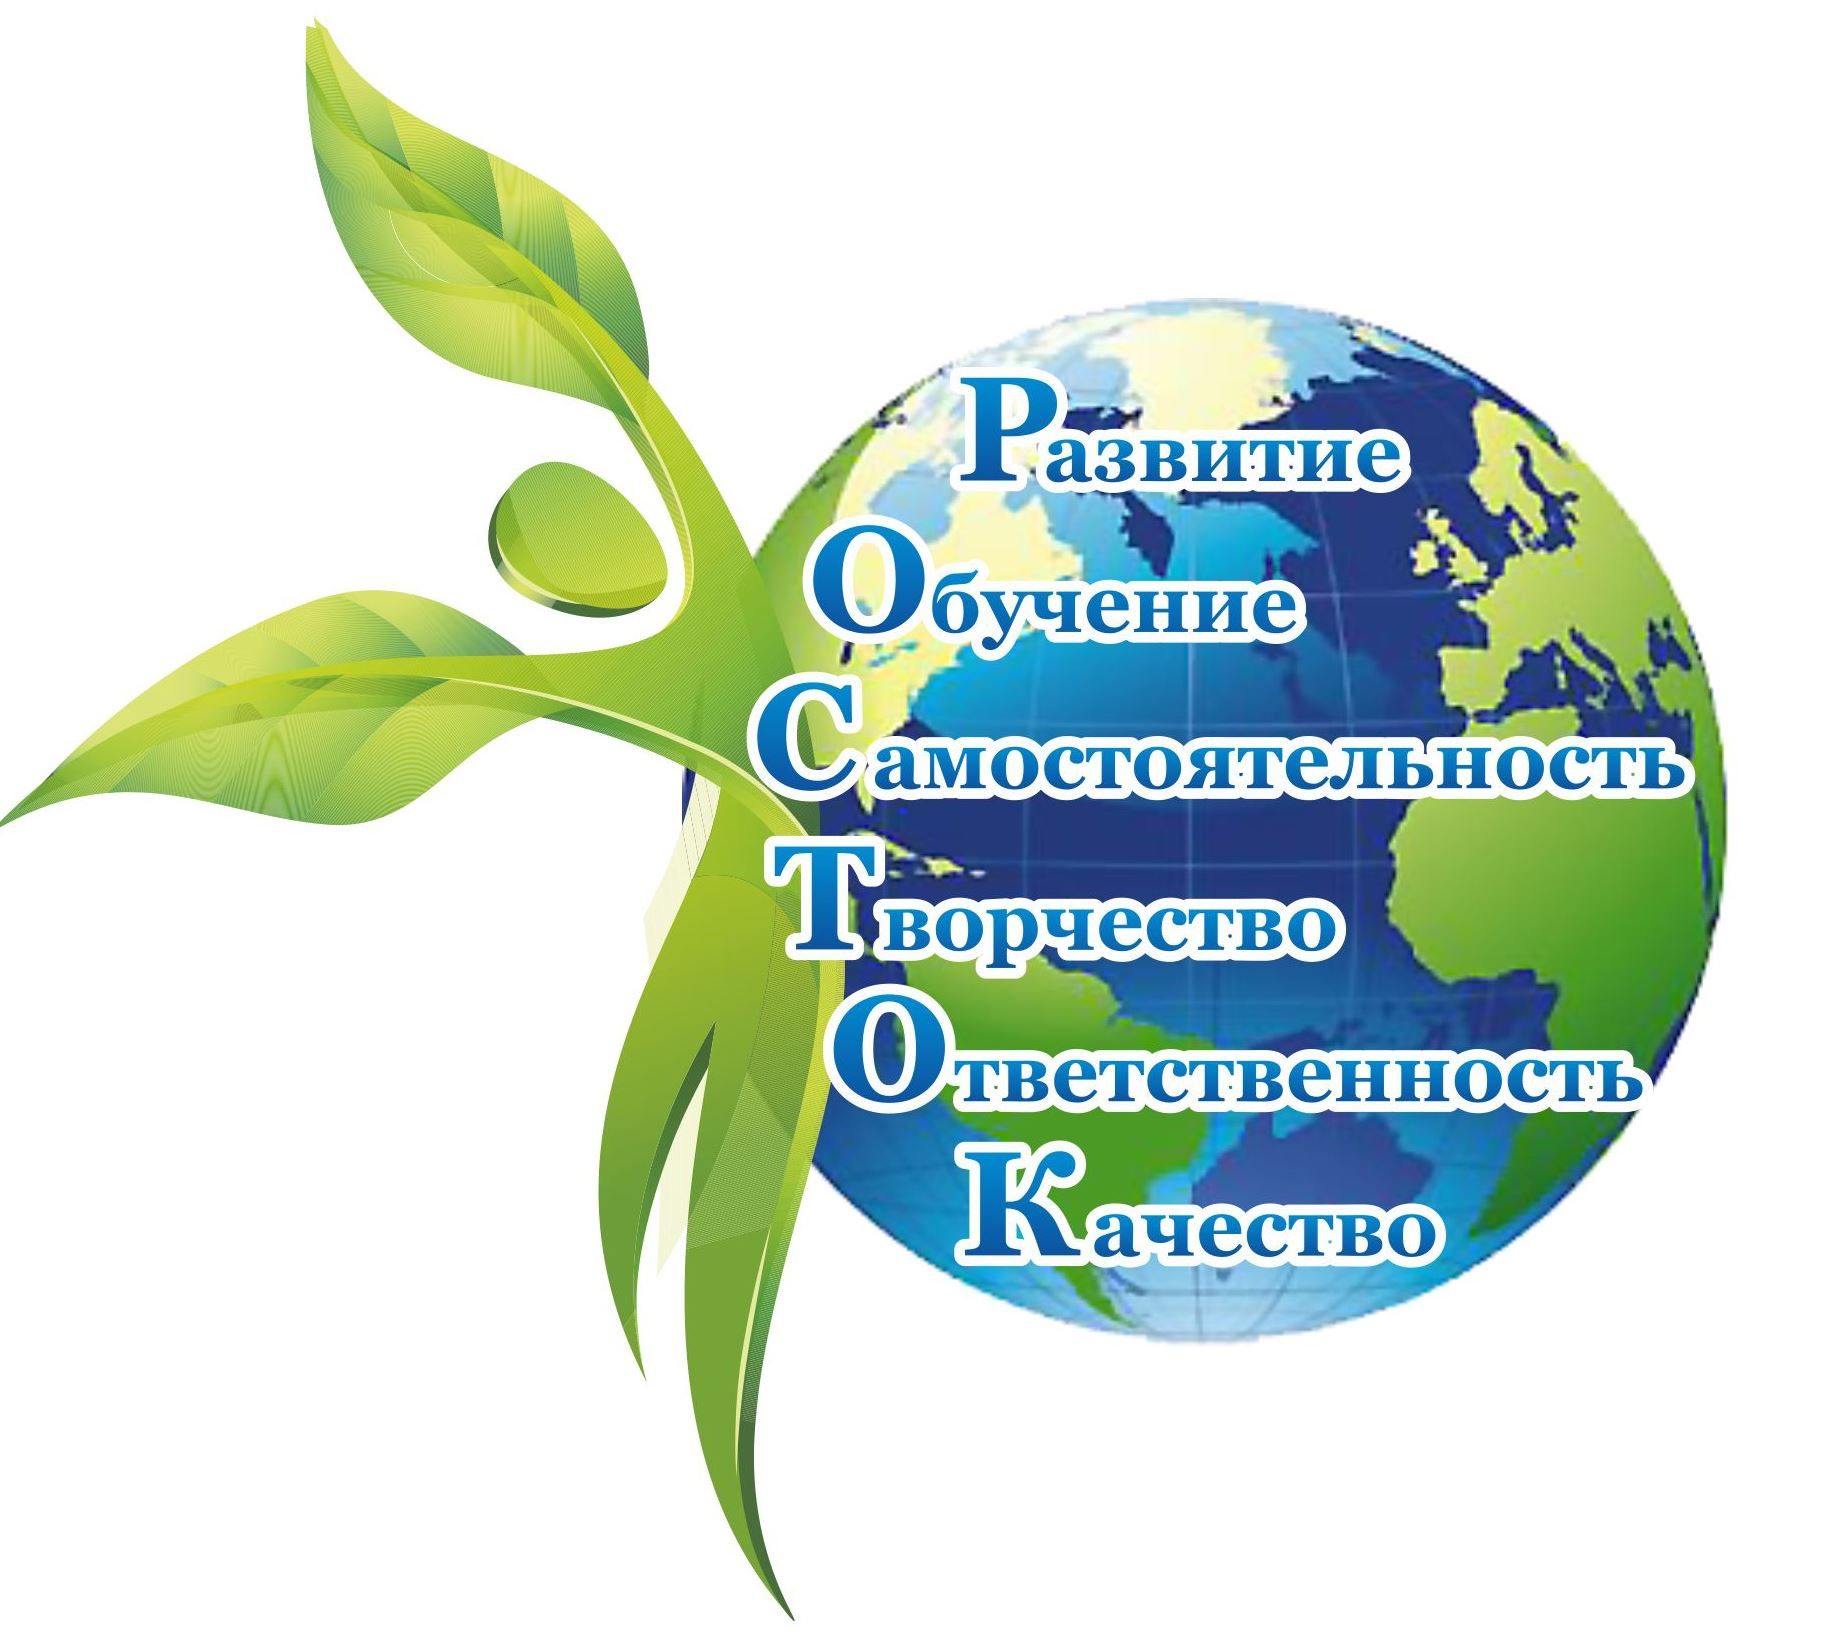 Развитие
Обучение
Самостоятельность
Творчество
Ответственность
Качество